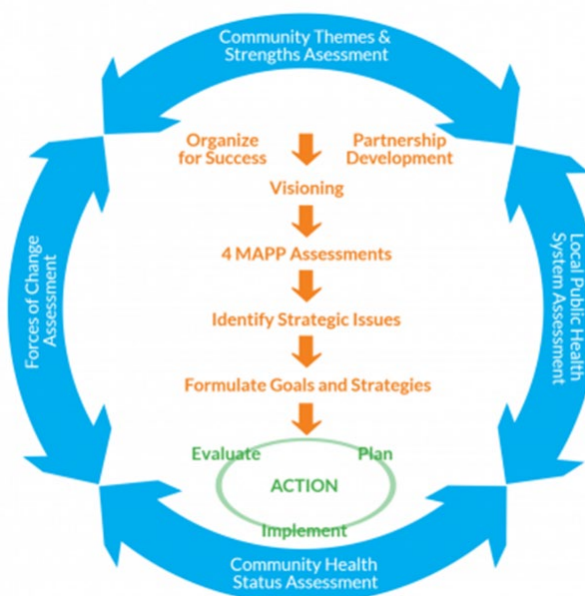 Community Themes &
Strengths Asessment
Organize
for Success
Partnership
Development
Visioning
4 MAPP Assessments
Identify Strategic Issues
Formulate Goals and Strategies
Evaluate
Plan
ACTION
Implement
Forces of Change
Assessment
Local Public Health
System Assessment
Community Health
Status Assessment